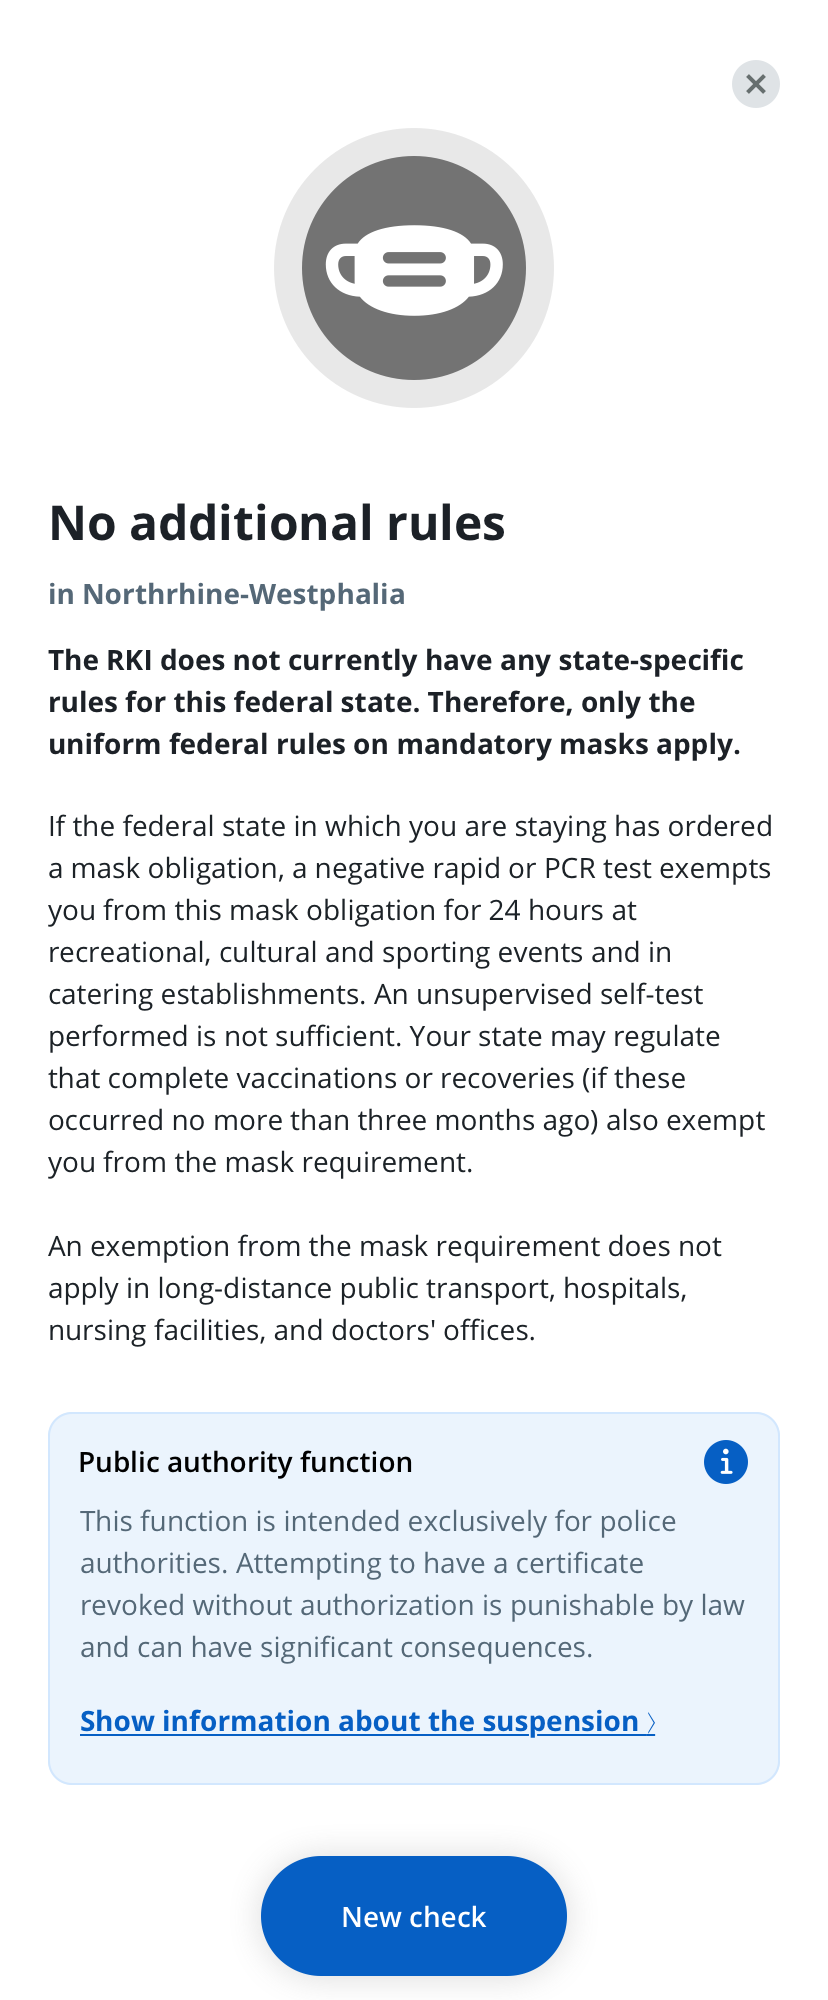 No additional rules
in Northrhine-Westphalia
The RKI does not currently have any state-specific
rules for this federal state. Therefore, only the
uniform federal rules on mandatory masks apply.
If the federal state in which you are staying has ordered
a mask obligation, a negative rapid or PCR test exempts
you from this mask obligation for 24 hours at
recreational, cultural and sporting events and in
catering establishments. An unsupervised self-test
performed is not sufficient. Your state may regulate
that complete vaccinations or recoveries (if these
occurred no more than three months ago) also exempt
you from the mask requirement.
An exemption from the mask requirement does not
apply in long-distance public transport, hospitals,
nursing facilities, and doctors' offices.
Public authority function
This function is intended exclusively for police
authorities. Attempting to have a certificate
revoked without authorization is punishable by law
and can have significant consequences.
Show information about the suspension 〉
New check